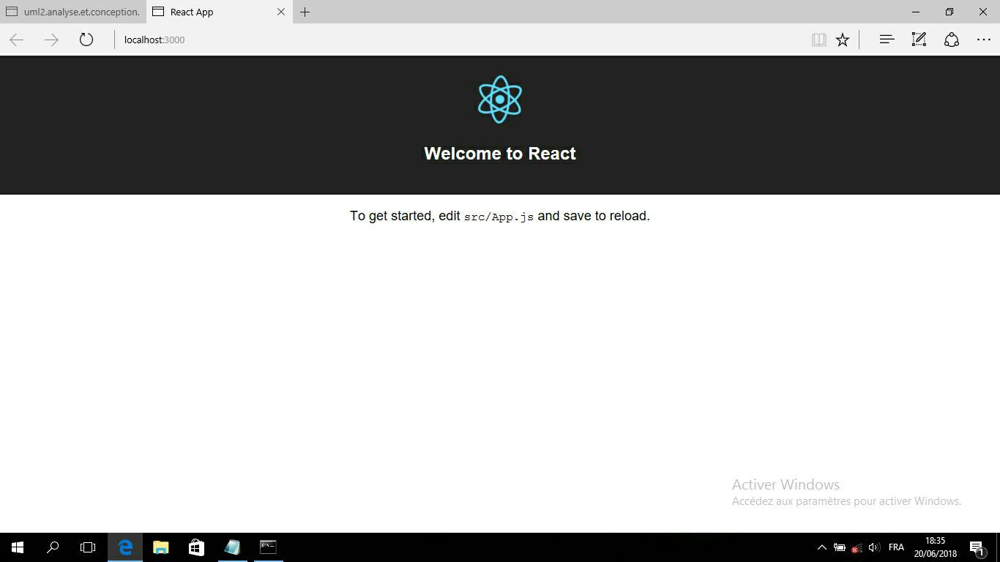 uml2.analyse.et.conception.
React App
localhost:3000
Welcome to React
To get started, edit src/App.js and save to reload.
Activer Windows
Accédez aux paramètres pour activer Windows.
FRA
18:35
20/06/2018
1